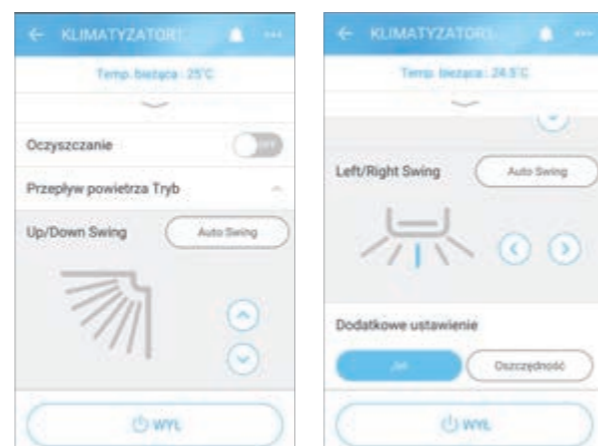 KLIMATYZATOR1
Temp. bieżąca : 25°C
Oczyszczanie
OFF
Przepływ powietrza Tryb
Up/Down Swing
Auto Swing
WYŁ.
KLIMATYZATOR1
Temp. bieżąca : 24.5°C
Left/Right Swing
Auto Swing
Dodatkowe ustawienie
Jet
Oszczędność
WYŁ.